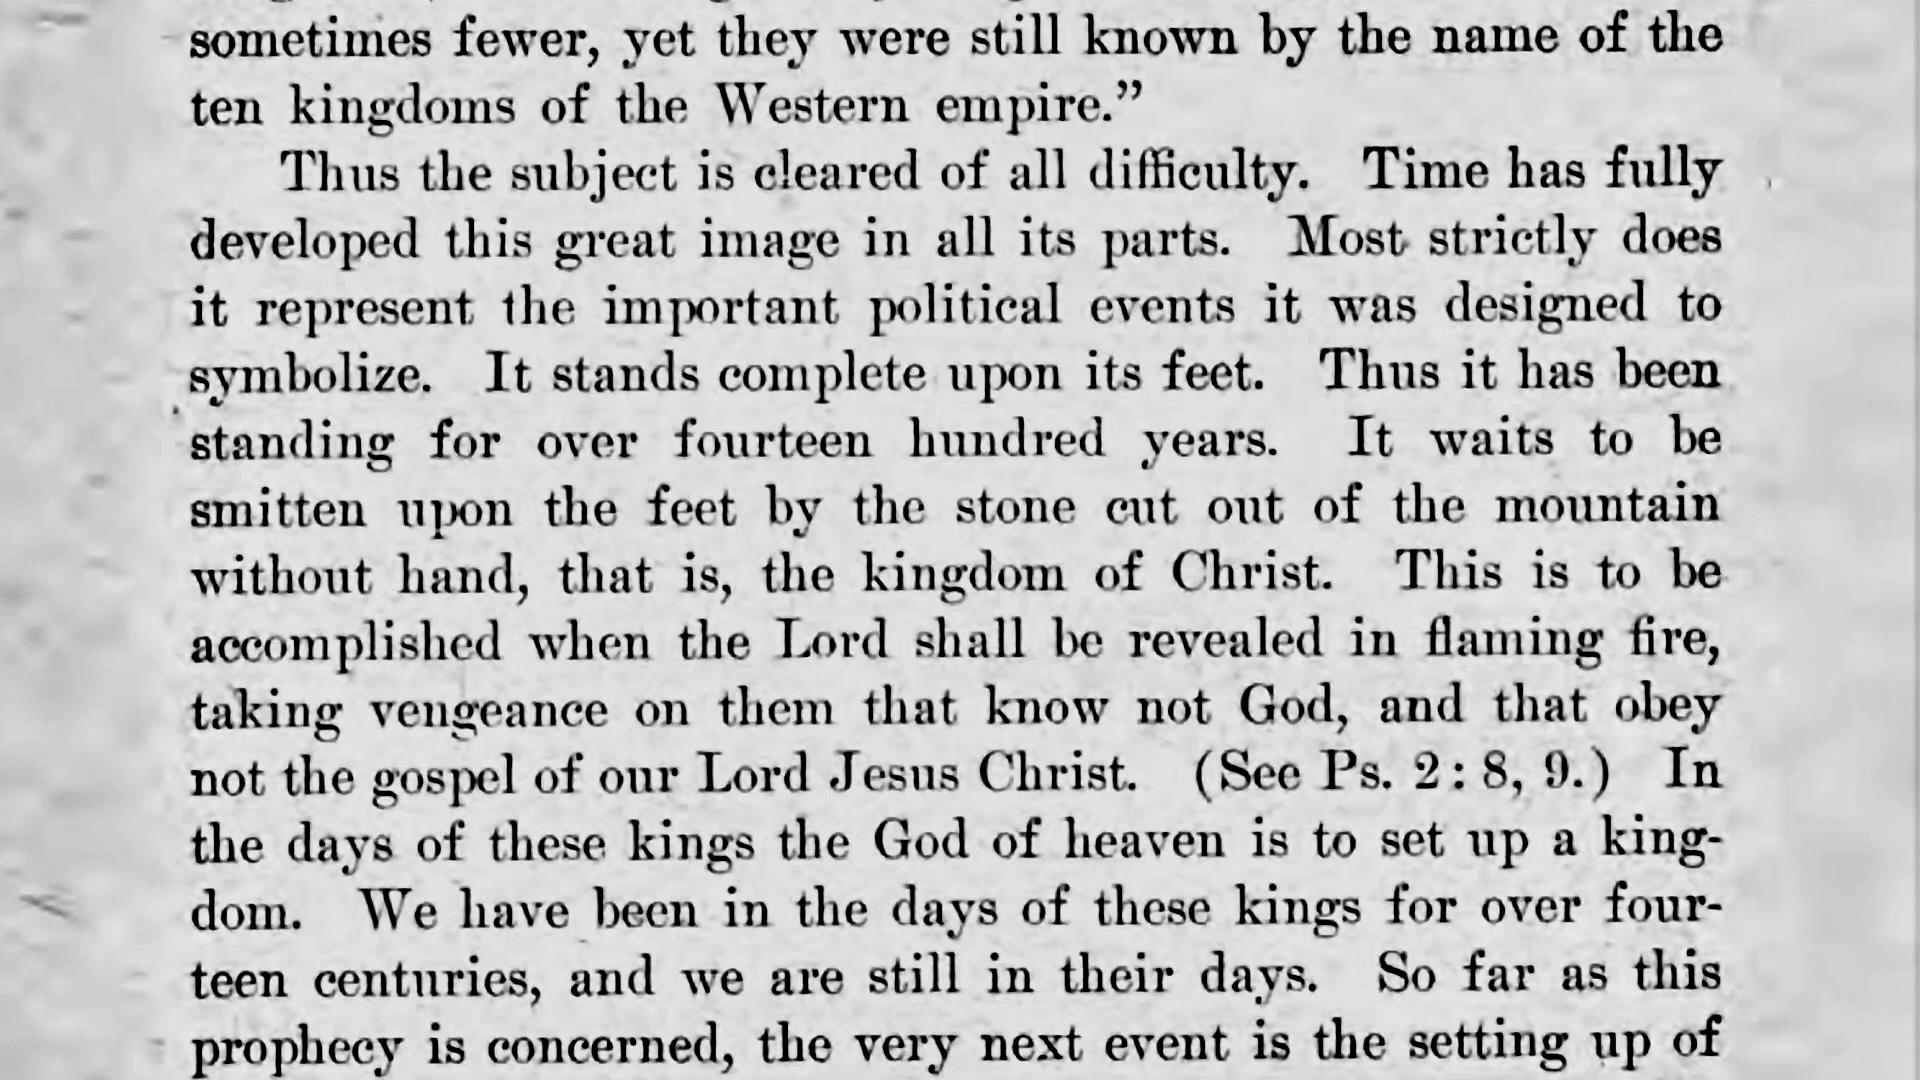 sometimes fewer, yet they were still known by the name of the
ten kingdoms of the Western empire.”
Thus the subject is cleared of all difficulty. Time has fully
developed this great image in all its parts. Most strictly does
it represent the important political events it was designed to
symbolize. It stands complete upon its feet. Thus it has been
standing for over fourteen hundred years. It waits to be
smitten upon the feet by the stone cut out of the mountain
without hand, that is, the kingdom of Christ. This is to be
accomplished when the Lord shall be revealed in flaming fire,
taking vengeance on them that know not God, and that obey
not the gospel of our Lord Jesus Christ. (See Ps. 2 : 8, 9.) In
the days of these kings the God of heaven is to set up a king-
dom. We have been in the days of these kings for over four-
teen centuries, and we are still in their days. So far as this
prophecy is concerned, the very next event is the setting up of